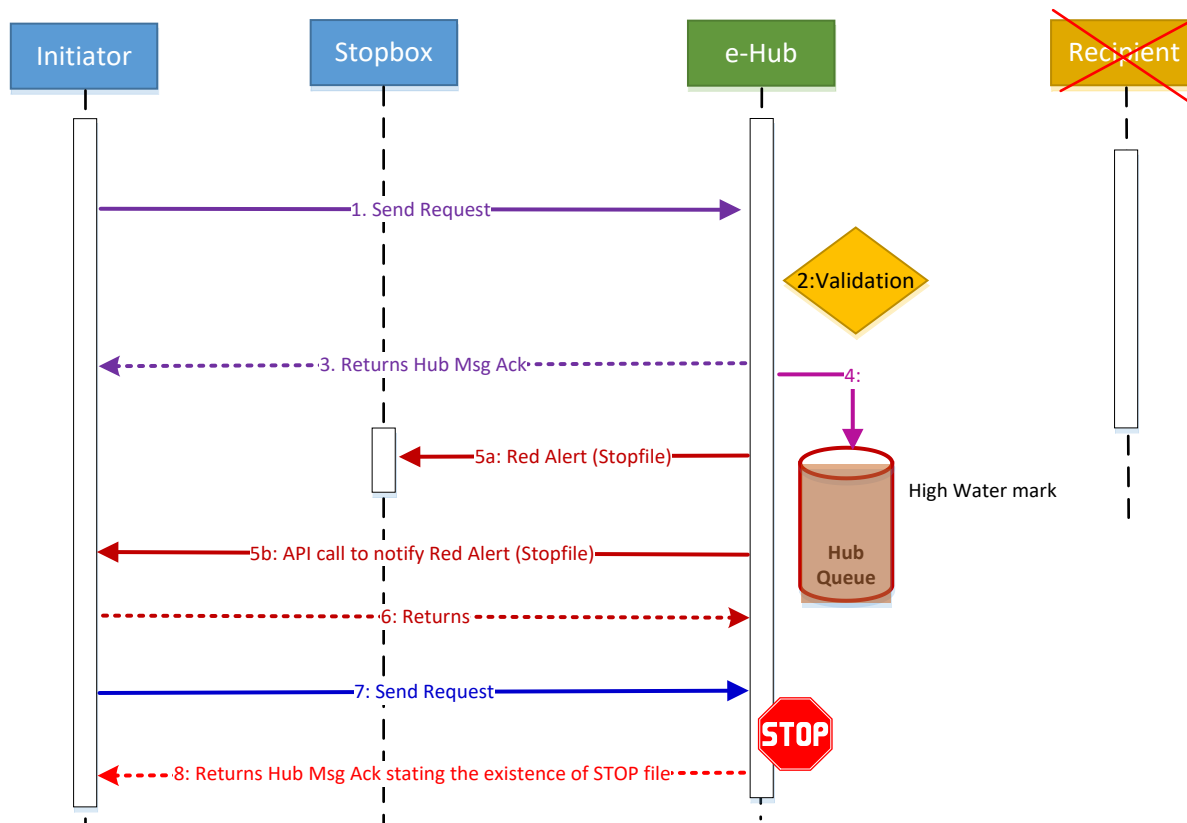 Initiator
Stopbox
e-Hub
Recipient
1. Send Request
2:Validation
3. Returns Hub Msg Ack
4:
5a: Red Alert (Stopfile)
High Water mark
5b: API call to notify Red Alert (Stopfile)
Hub
Queue
6: Returns
7: Send Request
STOP
8: Returns Hub Msg Ack stating the existence of STOP file